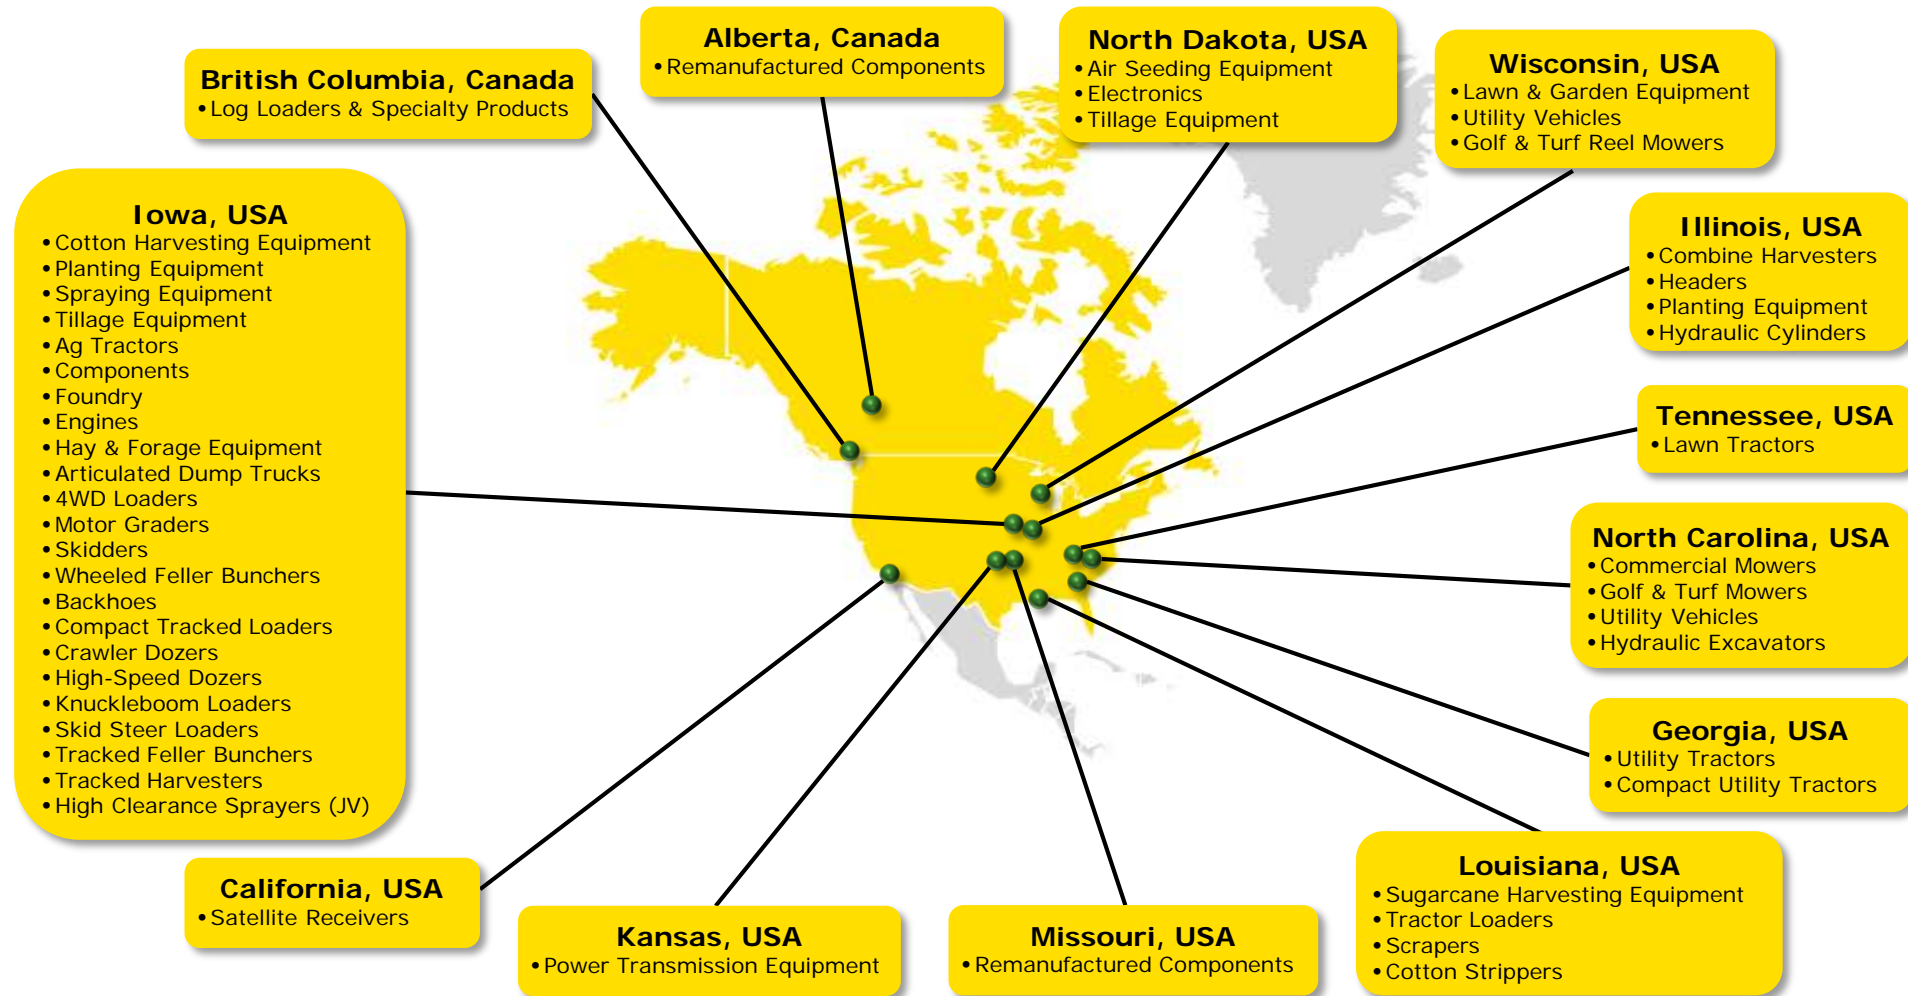 British Columbia, Canada
•Log Loaders & Specialty Products
Alberta, Canada
•Remanufactured Components
North Dakota, USA
•Air Seeding Equipment
•Electronics
•Tillage Equipment
Wisconsin, USA
•Lawn & Garden Equipment
•Utility Vehicles
•Golf & Turf Reel Mowers
Iowa, USA
•Cotton Harvesting Equipment
•Planting Equipment
•Spraying Equipment
•Tillage Equipment
•Ag Tractors
•Components
•Foundry
•Engines
•Hay & Forage Equipment
•Articulated Dump Trucks
•4WD Loaders
•Motor Graders
•Skidders
•Wheeled Feller Bunchers
•Backhoes
•Compact Tracked Loaders
•Crawler Dozers
•High-Speed Dozers
•Knuckleboom Loaders
•Skid Steer Loaders
•Tracked Feller Bunchers
•Tracked Harvesters
•High Clearance Sprayers (JV)
Illinois, USA
•Combine Harvesters
•Headers
•Planting Equipment
•Hydraulic Cylinders
Tennessee, USA
•Lawn Tractors
North Carolina, USA
•Commercial Mowers
•Golf & Turf Mowers
•Utility Vehicles
•Hydraulic Excavators
Georgia, USA
•Utility Tractors
•Compact Utility Tractors
California, USA
•Satellite Receivers
Kansas, USA
•Power Transmission Equipment
Missouri, USA
•Remanufactured Components
Louisiana, USA
•Sugarcane Harvesting Equipment
•Tractor Loaders
•Scrapers
•Cotton Strippers